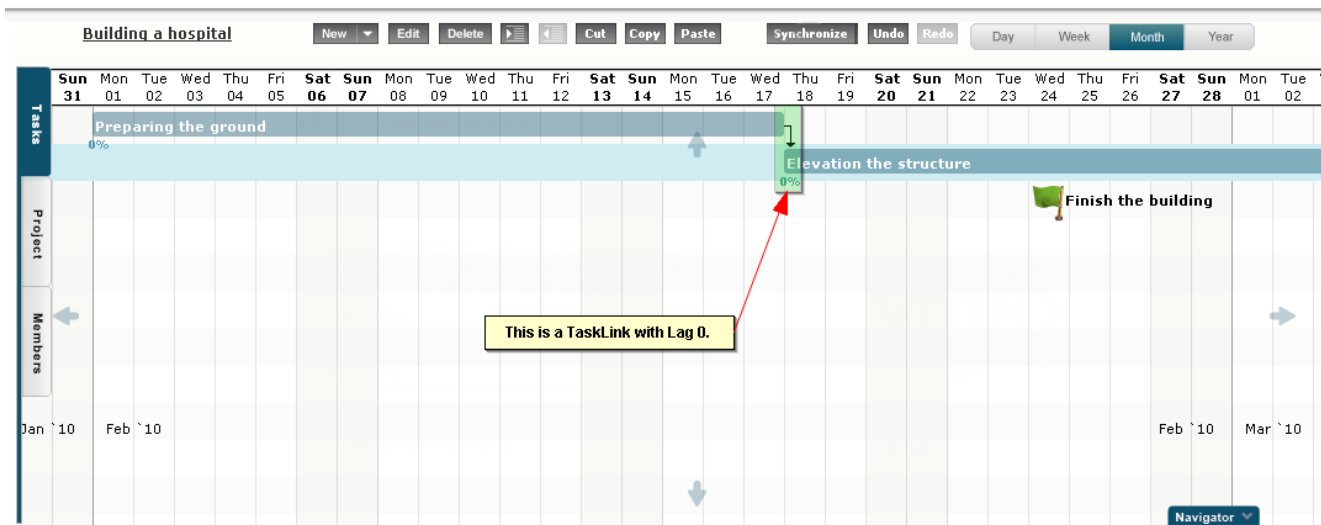 Building a hospital New Edit Delete Cut Copy Paste Synchronize Undo Redo Day Week Month Year
Sun Mon Tue Wed Thu Fri Sat Sun Mon Tue Wed Thu Fri Sat Sun Mon Tue Wed Thu Fri Sat Sun Mon Tue Wed Thu Fri Sat Sun Mon Tue
31 01 02 03 04 05 06 07 08 09 10 11 12 13 14 15 16 17 18 19 20 21 22 23 24 25 26 27 28 01 02
Tasks
Preparing the ground
0%
Elevation the structure
0%
Project
Finish the building
Members
This is a TaskLink with Lag 0.
Jan `10 Feb `10 Feb `10 Mar `10
Navigator